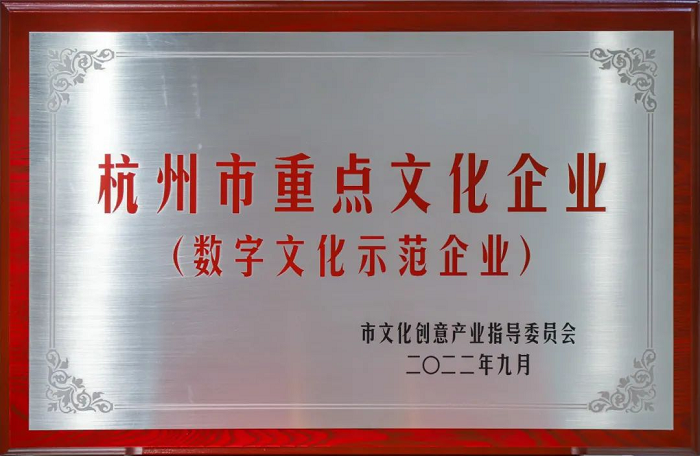 杭州市重点文化企业
（数字文化示范企业）
市文化创意产业指导委员会
二〇二二年九月